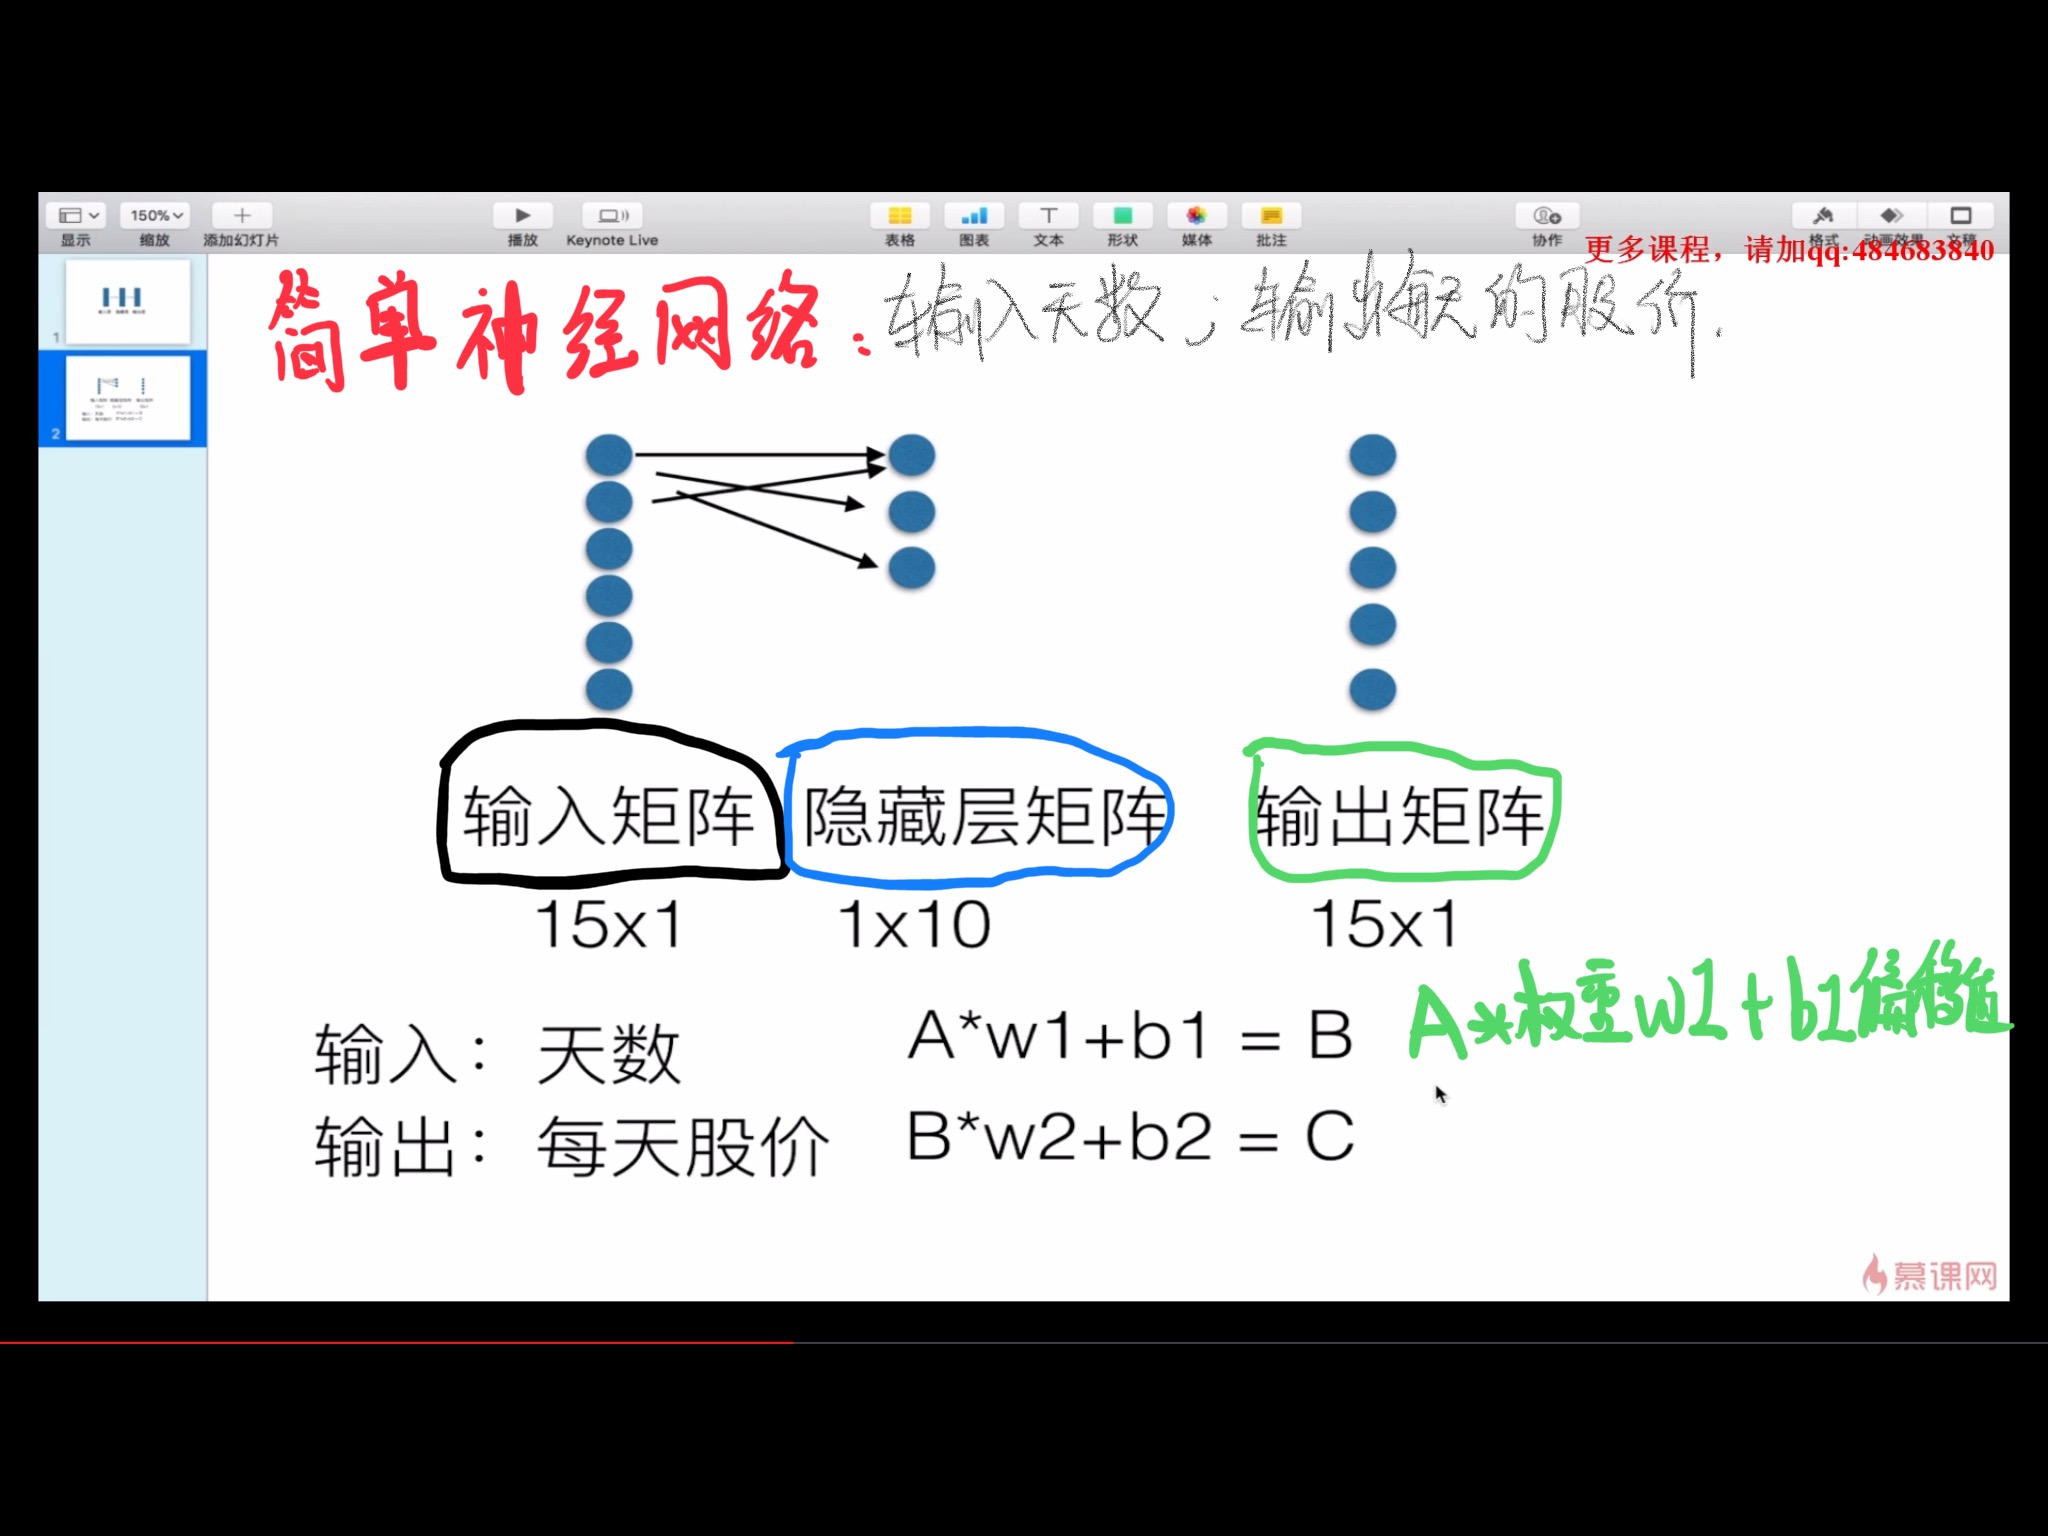 150%
显示 缩放 添加幻灯片 播放 Keynote Live 表格 图表 文本 形状 媒体 批注 协作 格式 动画效果 文稿
更多课程，请加qq:484683840
简单神经网络：输入天数；输出每天的股价.
1
2
输入矩阵 隐藏层矩阵 输出矩阵
15x1 1x10 15x1
A*权重w1+b1偏移值
输入： 天数 A*w1+b1 = B
输出： 每天股价 B*w2+b2 = C
慕课网